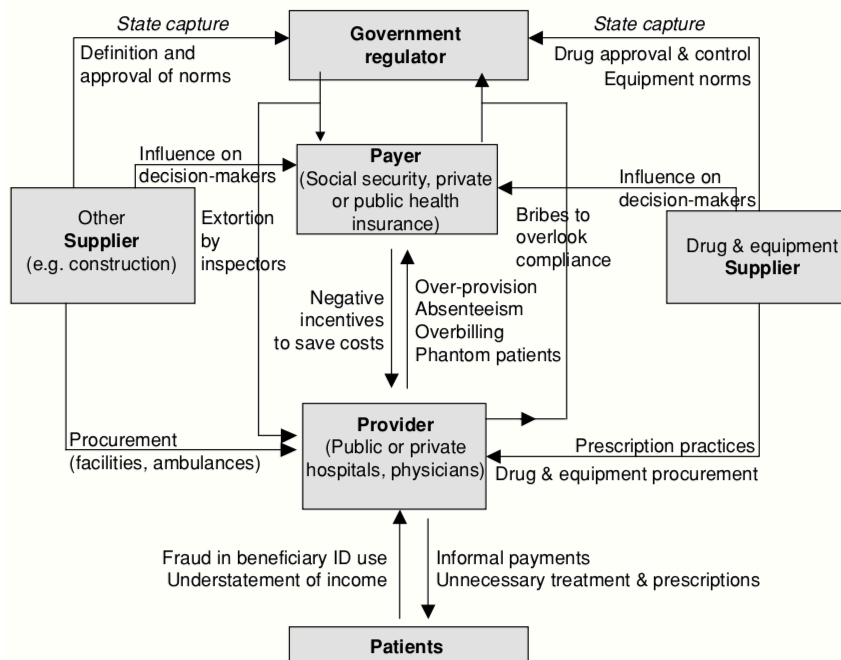 State capture
Definition and
approval of norms
Government
regulator
State capture
Drug approval & control
Equipment norms
Influence on
decision-makers
Payer
(Social security, private
or public health
insurance)
Influence on
decision-makers
Other
Supplier
(e.g. construction)
Extortion
by
inspectors
Bribes to
overlook
compliance
Drug & equipment
Supplier
Negative
incentives
to save costs
Over-provision
Absenteeism
Overbilling
Phantom patients
Procurement
(facilities, ambulances)
Provider
(Public or private
hospitals, physicians)
Prescription practices
Drug & equipment procurement
Fraud in beneficiary ID use
Understatement of income
Informal payments
Unnecessary treatment & prescriptions
Patients